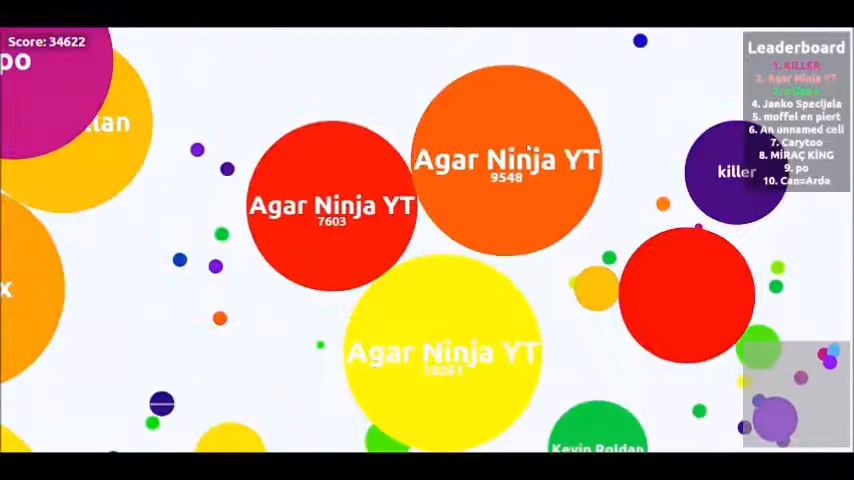 Score: 34622
po
Leaderboard
1. KILLER
2. Agar Ninja YT
4. Janko Specijala
5. moffel en piert
6. An unnamed cell
7. Carytoo
8. MİRAÇ KİNG
9. po
10. Can=Arda
killer
Agar Ninja YT
9548
Agar Ninja YT
7603
x
Agar Ninja YT
10261
Kevin Roldan